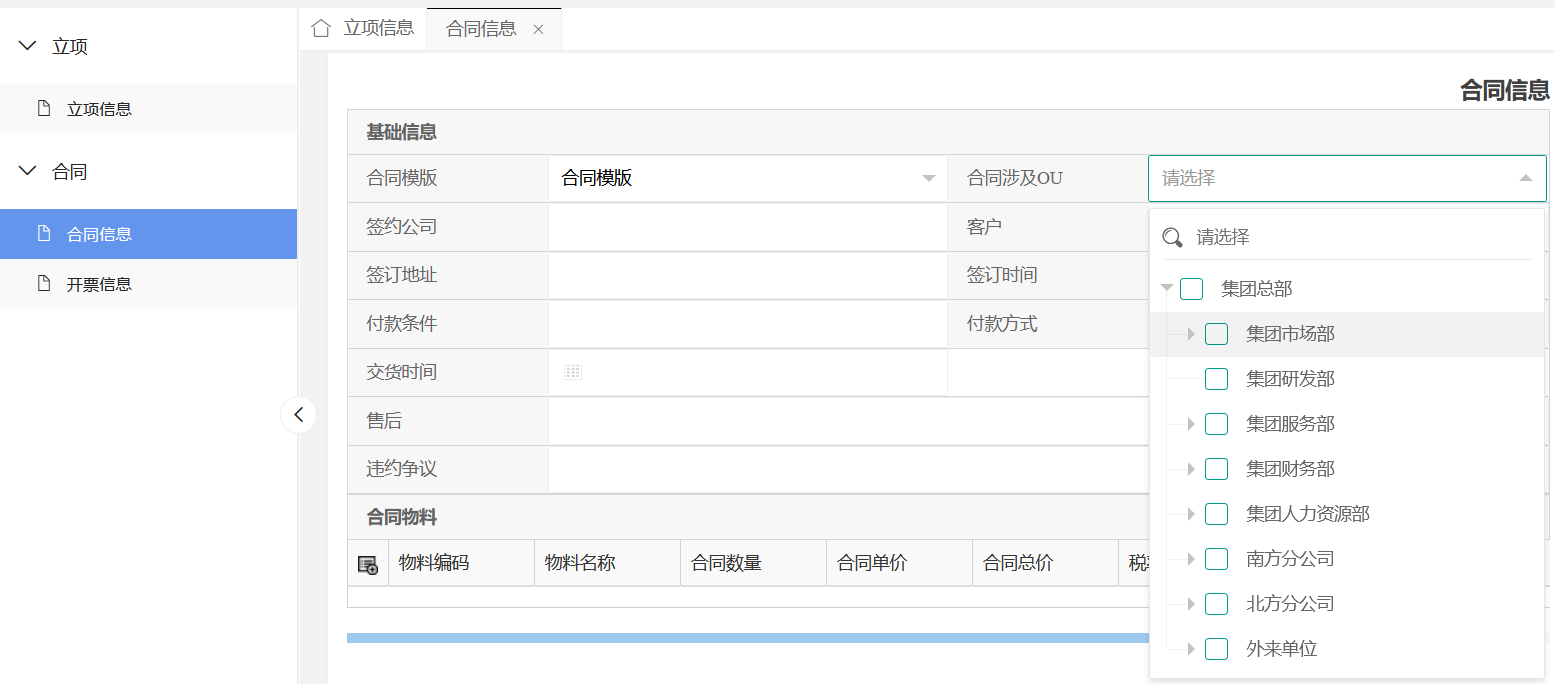 立项
立项信息
合同
合同信息
开票信息
立项信息
合同信息
合同信息
基础信息
合同模版 合同模版 合同涉及OU 请选择
签约公司 客户
签订地址 签订时间
付款条件 付款方式
交货时间
售后
违约争议
合同物料
物料编码 物料名称 合同数量 合同单价 合同总价
请选择
集团总部
集团市场部
集团研发部
集团服务部
集团财务部
集团人力资源部
南方分公司
北方分公司
外来单位